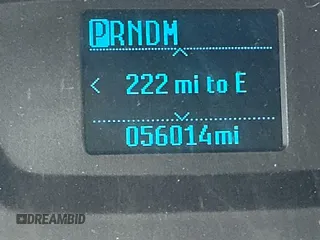 PRNDM
< 222 mi to E
056014mi
DREAMBID